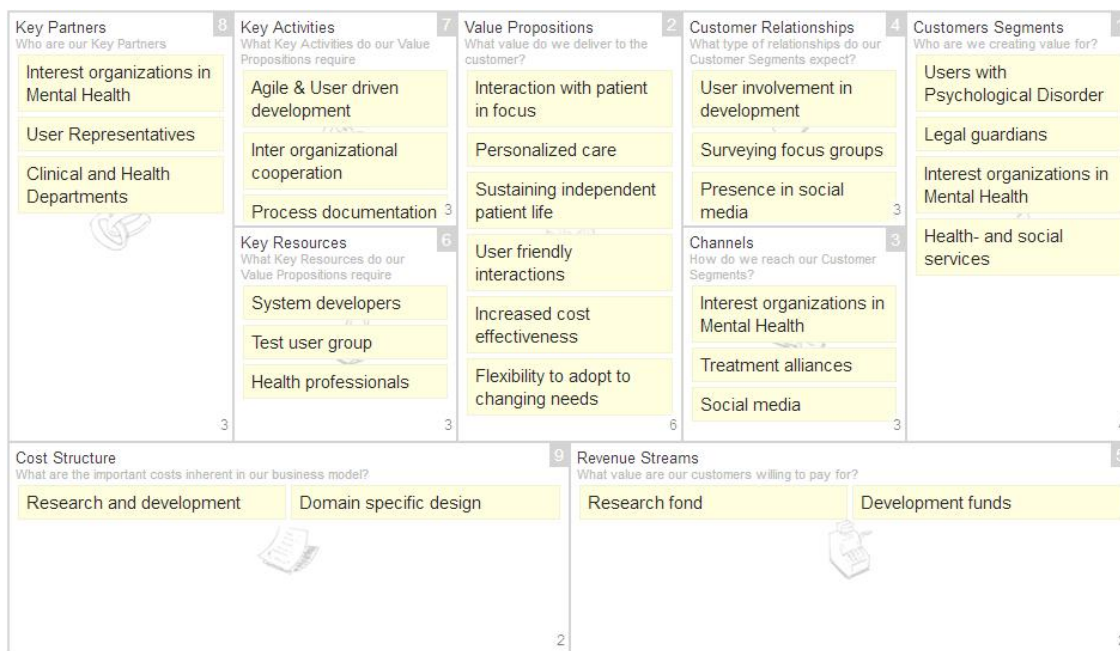 Key Partners
8
Who are our Key Partners
Interest organizations in
Mental Health
User Representatives
Clinical and Health
Departments
3
Key Activities
7
What Key Activities do our Value
Propositions require
Agile & User driven
development
Inter organizational
cooperation
Process documentation
3
Key Resources
6
What Key Resources do our
Value Propositions require
System developers
Test user group
Health professionals
3
Value Propositions
2
What value do we deliver to the
customer?
Interaction with patient
in focus
Personalized care
Sustaining independent
patient life
User friendly
interactions
Increased cost
effectiveness
Flexibility to adopt to
changing needs
6
Customer Relationships
4
What type of relationships do our
Customer Segments expect?
User involvement in
development
Surveying focus groups
Presence in social
media
3
Channels
3
How do we reach our Customer
Segments?
Interest organizations in
Mental Health
Treatment alliances
Social media
3
Customers Segments
Who are we creating value for?
Users with
Psychological Disorder
Legal guardians
Interest organizations in
Mental Health
Health- and social
services
Cost Structure
9
What are the important costs inherent in our business model?
Research and development
Domain specific design
2
Revenue Streams
What value are our customers willing to pay for?
Research fond
Development funds